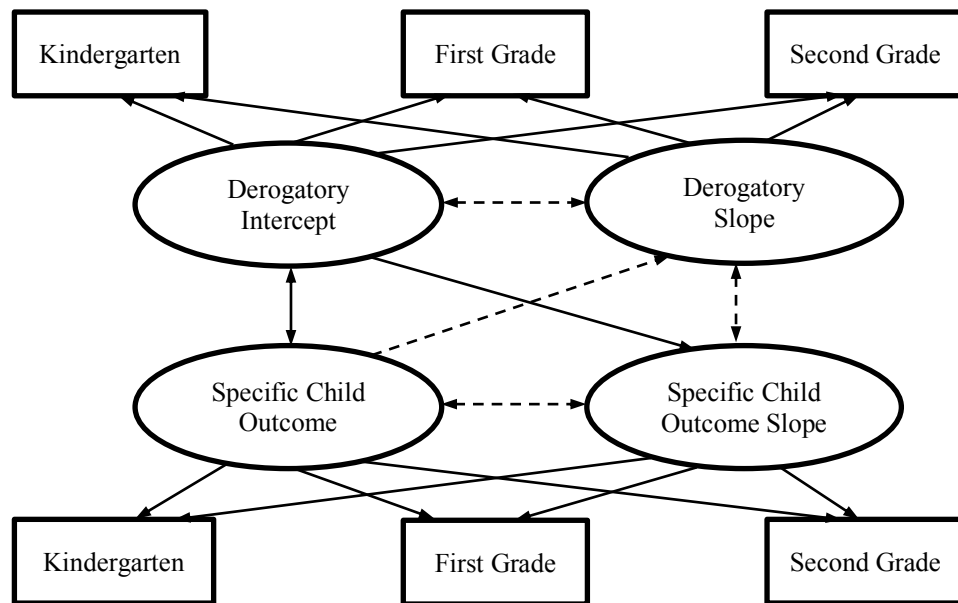 Kindergarten
First Grade
Second Grade
Derogatory
Intercept
Derogatory
Slope
Specific Child
Outcome
Specific Child
Outcome Slope
Kindergarten
First Grade
Second Grade